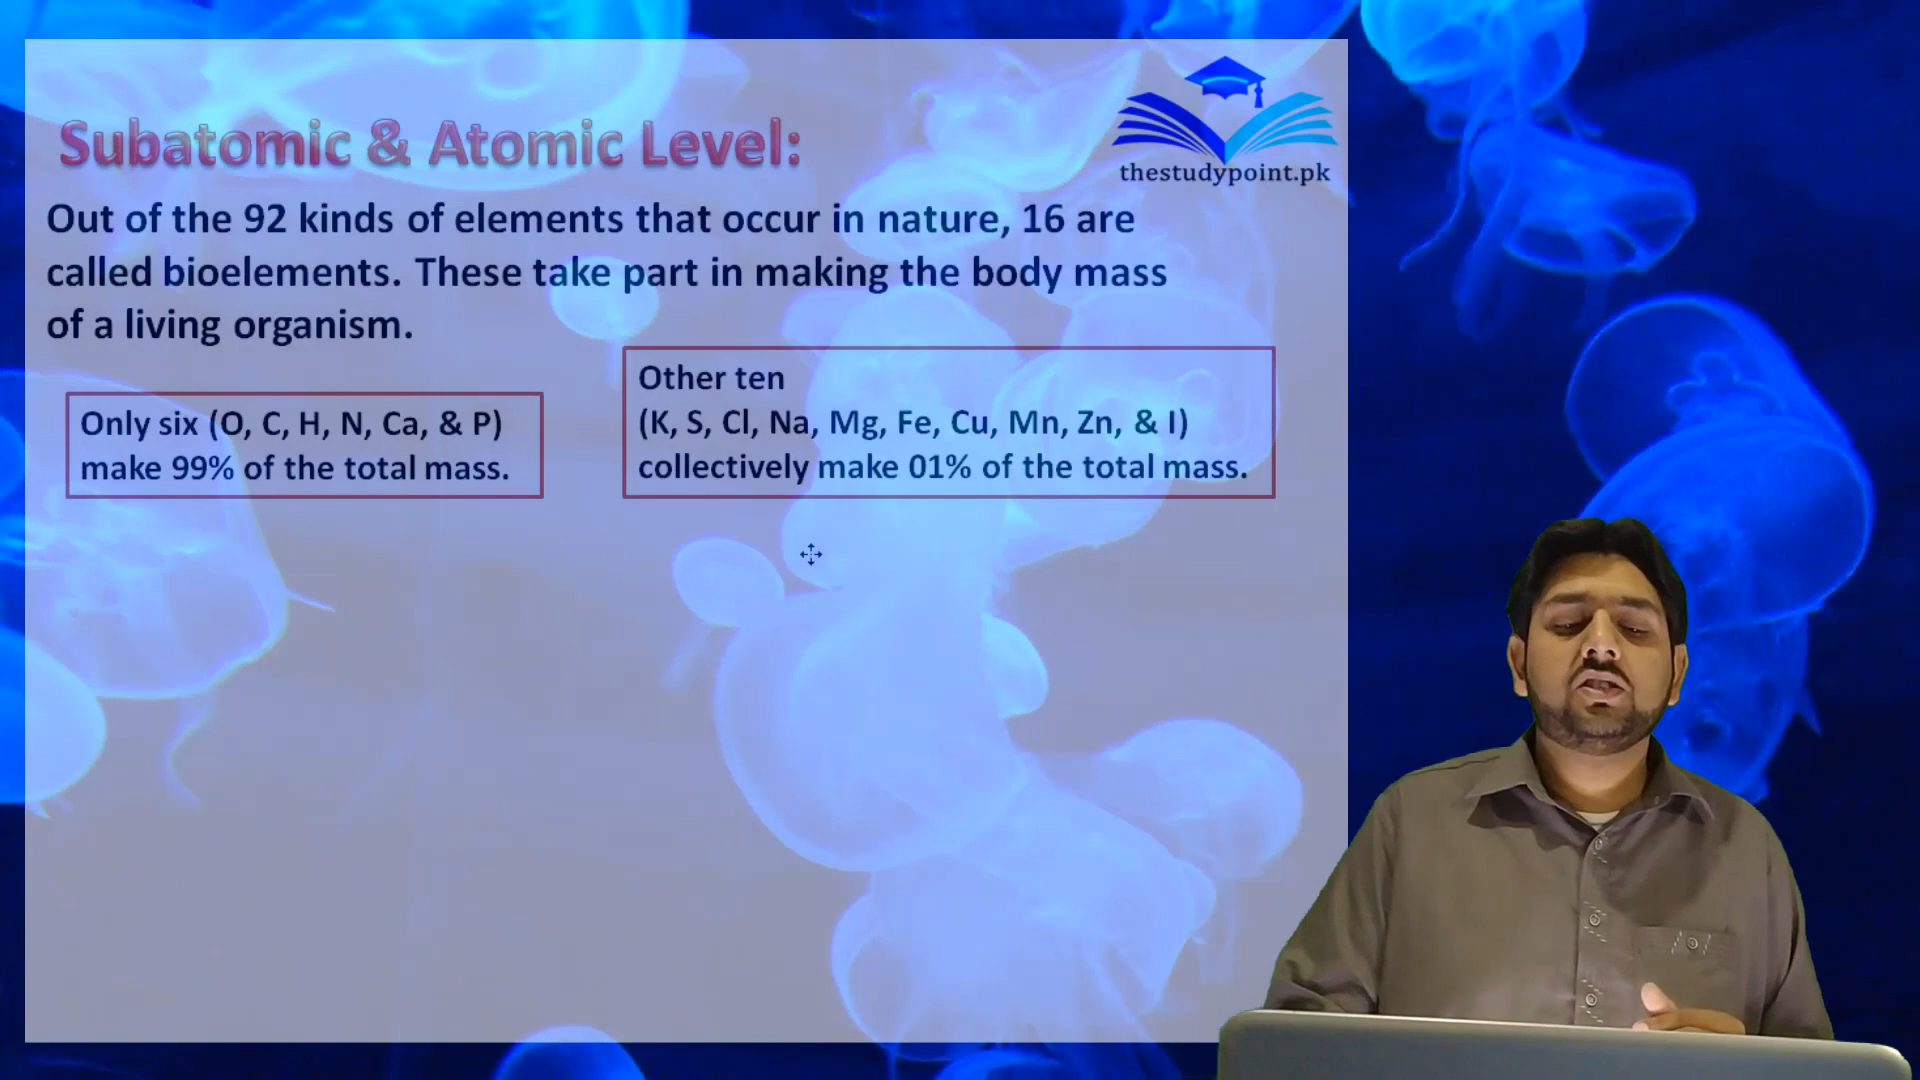 Subatomic & Atomic Level:
thestudypoint.pk
Out of the 92 kinds of elements that occur in nature, 16 are
called bioelements. These take part in making the body mass
of a living organism.
Only six (O, C, H, N, Ca, & P)
make 99% of the total mass.
Other ten
(K, S, Cl, Na, Mg, Fe, Cu, Mn, Zn, & I)
collectively make 01% of the total mass.